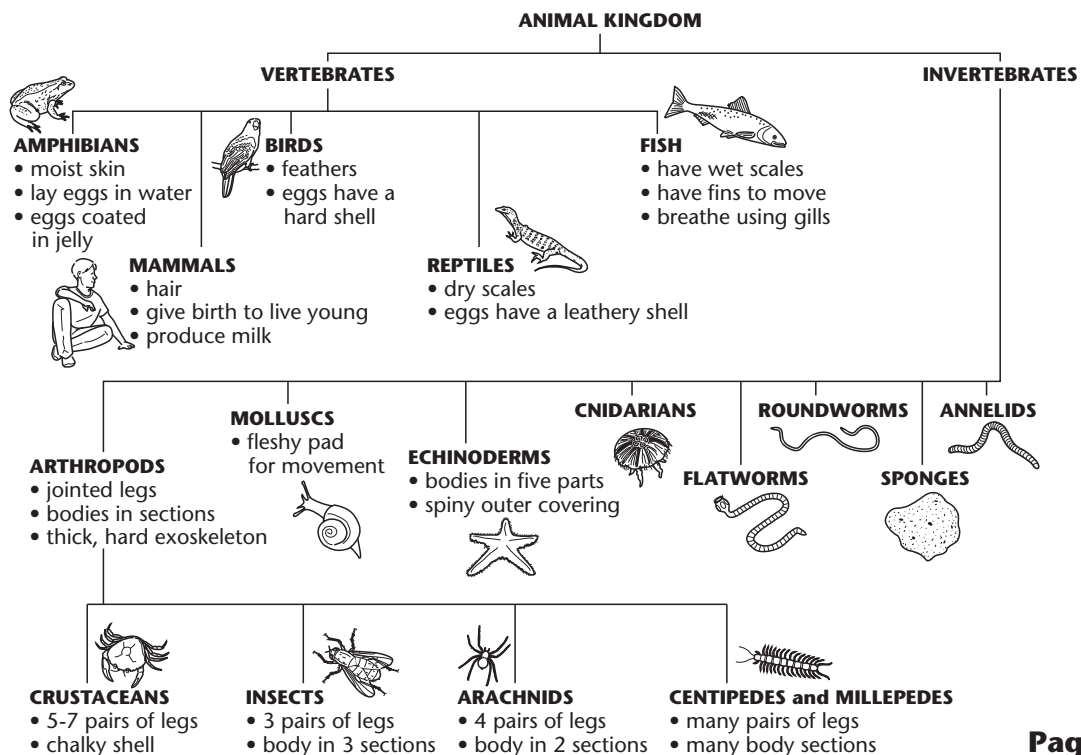 ANIMAL KINGDOM
VERTEBRATES
INVERTEBRATES
AMPHIBIANS
• moist skin
• lay eggs in water
• eggs coated
in jelly
BIRDS
• feathers
• eggs have a
hard shell
FISH
• have wet scales
• have fins to move
• breathe using gills
MAMMALS
• hair
• give birth to live young
• produce milk
REPTILES
• dry scales
• eggs have a leathery shell
ARTHROPODS
• jointed legs
• bodies in sections
• thick, hard exoskeleton
MOLLUSCS
• fleshy pad
for movement
ECHINODERMS
• bodies in five parts
• spiny outer covering
CNIDARIANS
FLATWORMS
ROUNDWORMS
SPONGES
ANNELIDS
CRUSTACEANS
• 5-7 pairs of legs
• chalky shell
INSECTS
• 3 pairs of legs
• body in 3 sections
ARACHNIDS
• 4 pairs of legs
• body in 2 sections
CENTIPEDES and MILLEPEDES
• many pairs of legs
• many body sections